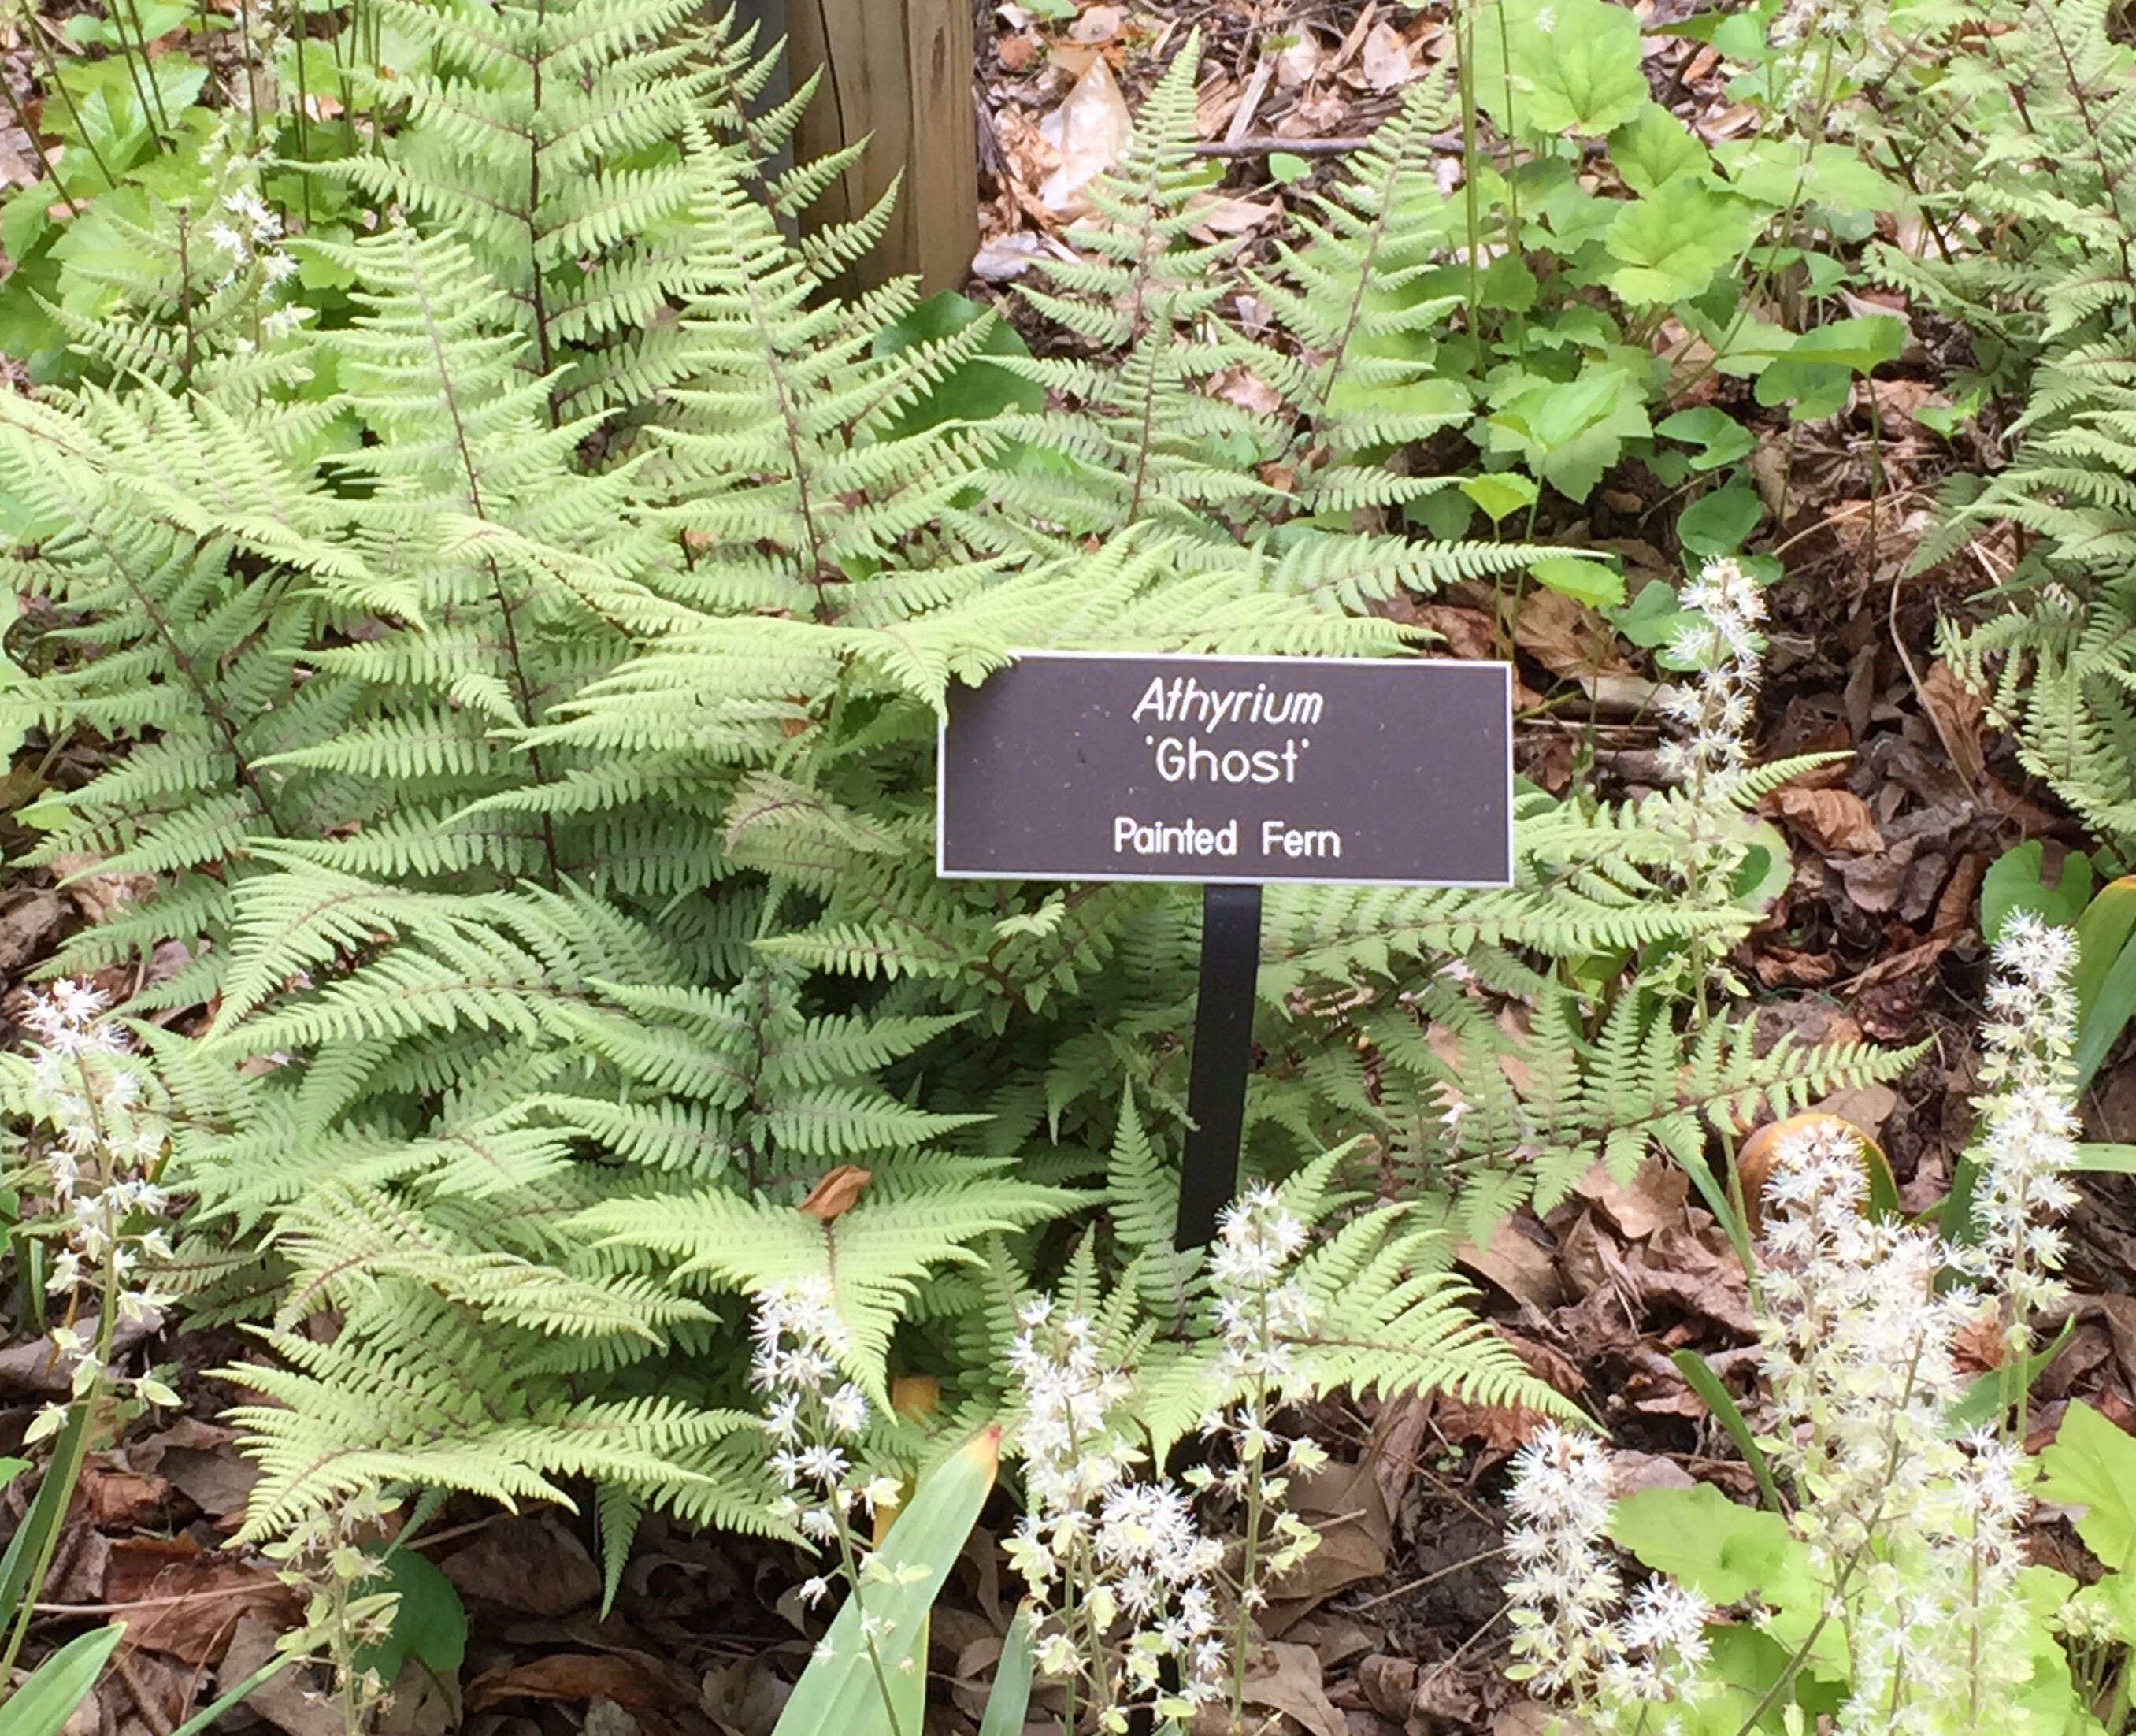 Athyrium
'Ghost'
Painted Fern